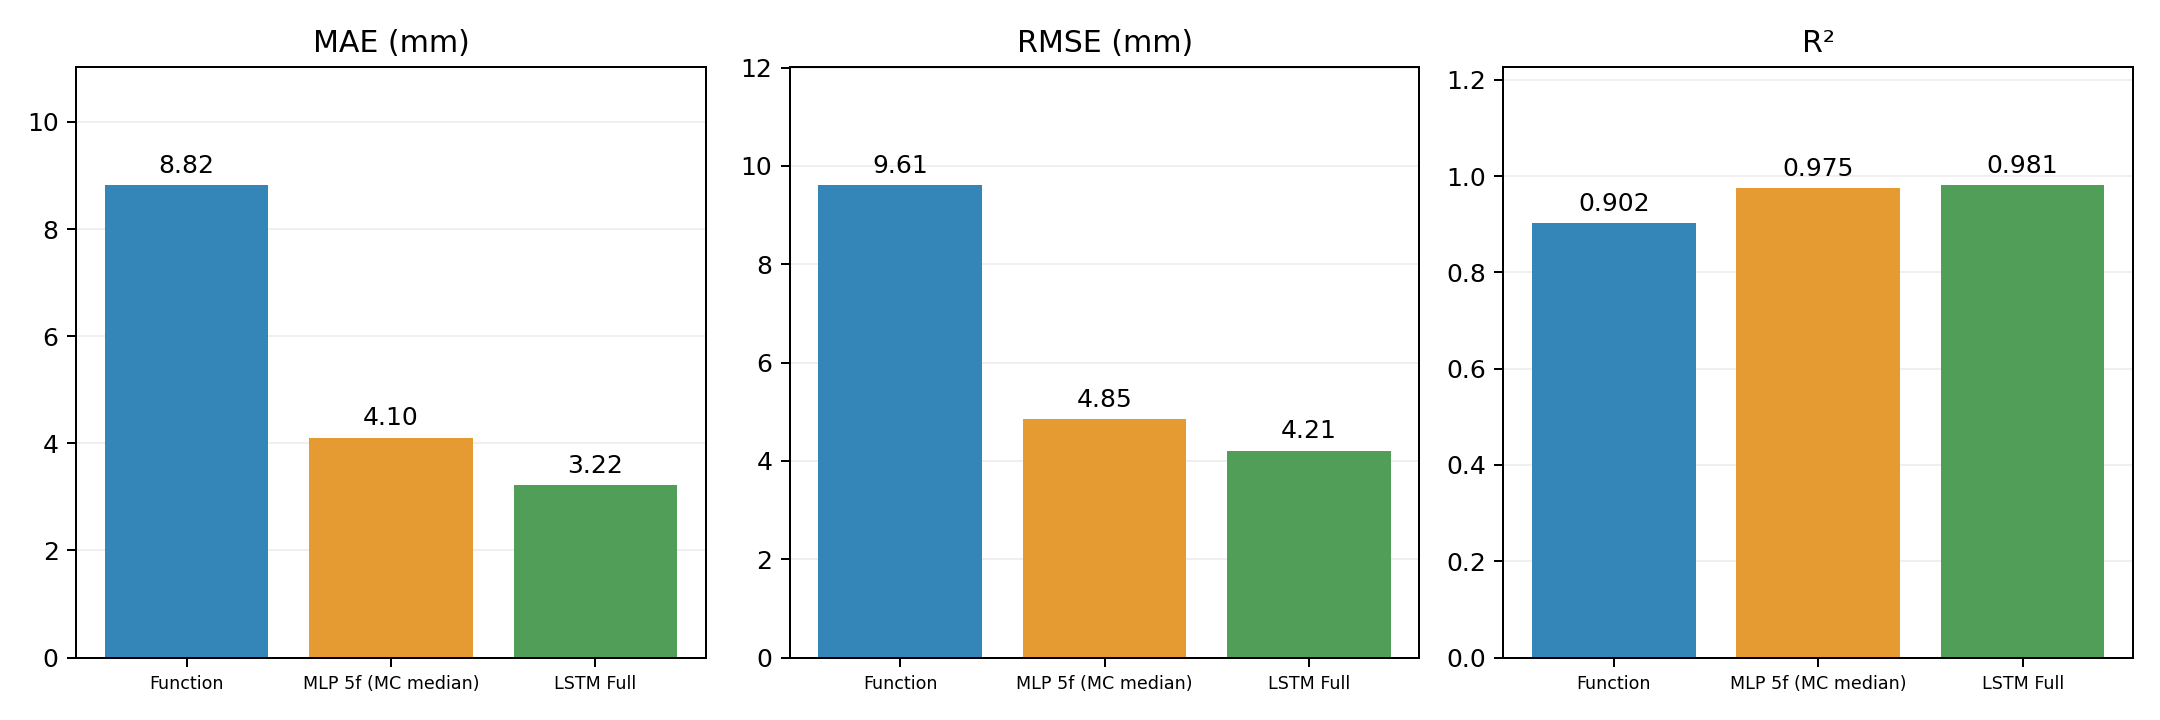 MAE (mm)
10
8
6
4
2
0
8.82
4.10
3.22
Function
MLP 5f (MC median)
LSTM Full
RMSE (mm)
12
10
8
6
4
2
0
9.61
4.85
4.21
Function
MLP 5f (MC median)
LSTM Full
R²
1.2
1.0
0.8
0.6
0.4
0.2
0.0
0.902
0.975
0.981
Function
MLP 5f (MC median)
LSTM Full